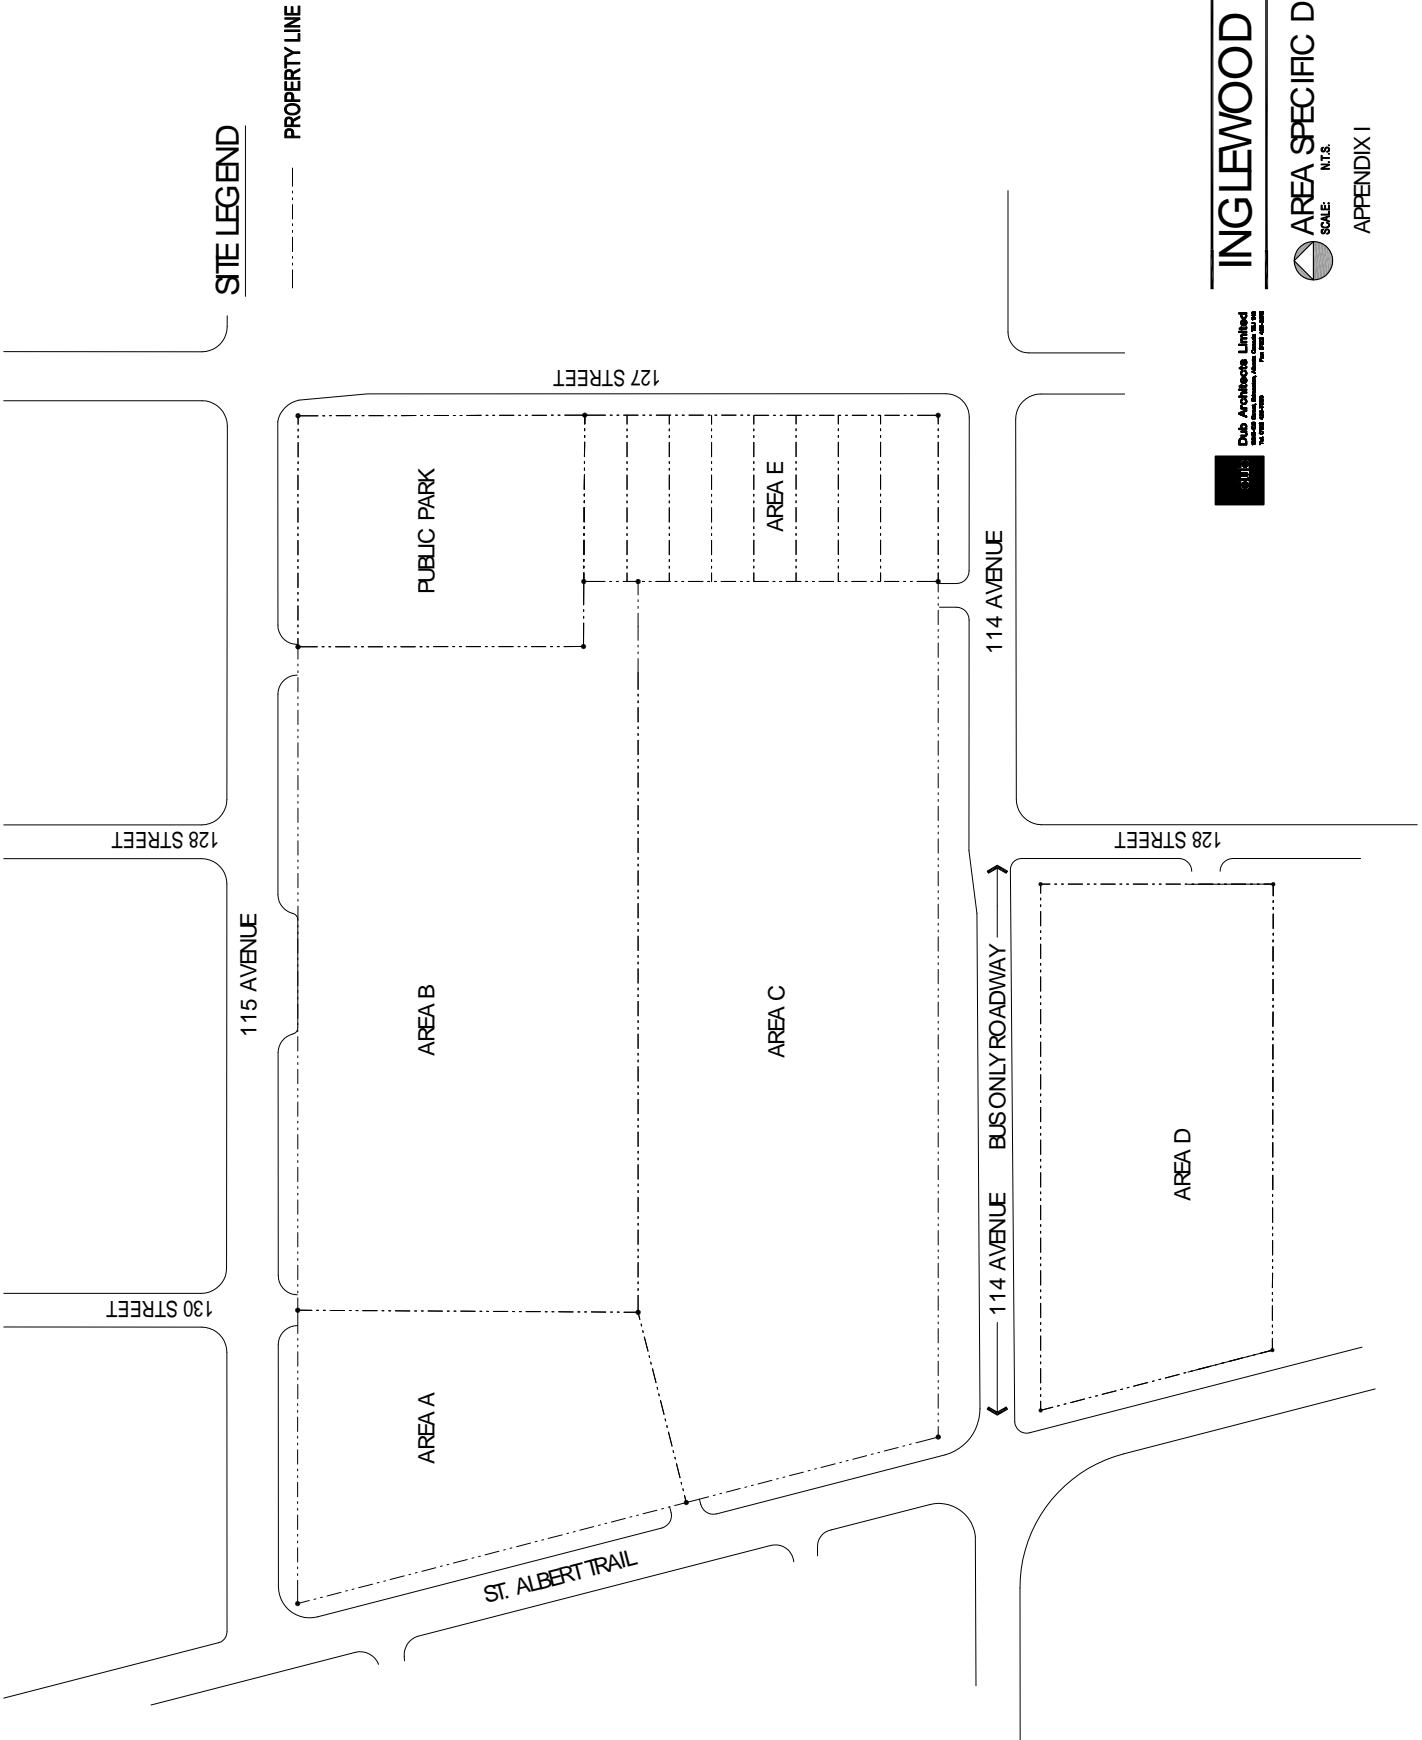 SITE LEGEND
PROPERTY LINE
130 STREET
128 STREET
115 AVENUE
127 STREET
AREA A
AREA B
PUBLIC PARK
ST. ALBERT TRAIL
AREA C
AREA E
114 AVENUE
BUS ONLY ROADWAY
114 AVENUE
128 STREET
AREA D
Dub Architects Limited
INGLEWOOD
AREA SPECIFIC D
SCALE: N.T.S.
APPENDIX I